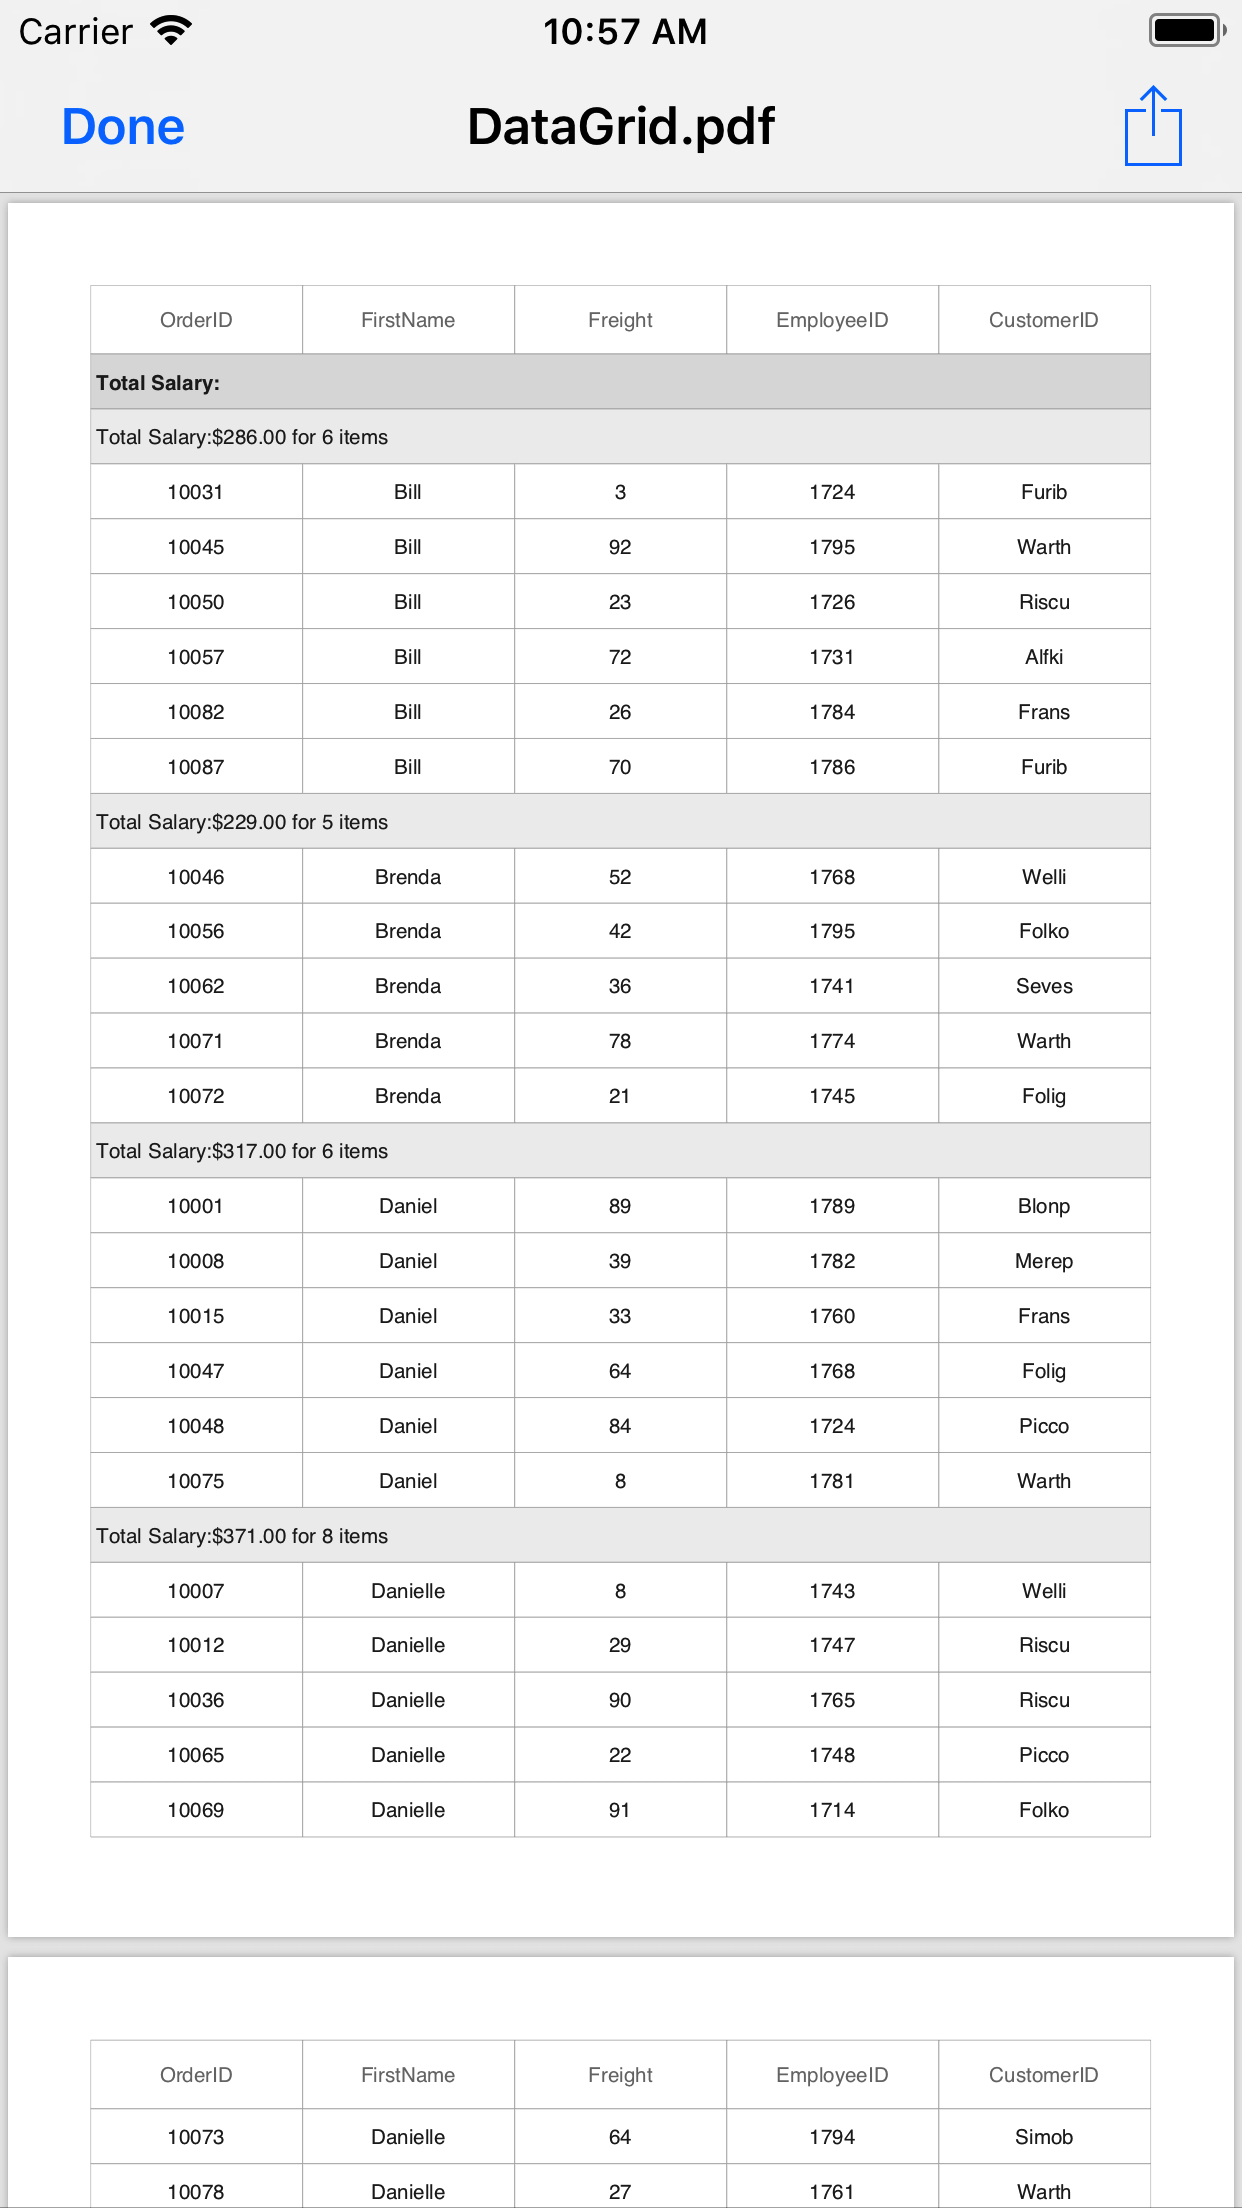 Carrier 10:57 AM
Done DataGrid.pdf
OrderID FirstName Freight EmployeeID CustomerID
Total Salary:
Total Salary:$286.00 for 6 items
10031 Bill 3 1724 Furib
10045 Bill 92 1795 Warth
10050 Bill 23 1726 Riscu
10057 Bill 72 1731 Alfki
10082 Bill 26 1784 Frans
10087 Bill 70 1786 Furib
Total Salary:$229.00 for 5 items
10046 Brenda 52 1768 Welli
10056 Brenda 42 1795 Folko
10062 Brenda 36 1741 Seves
10071 Brenda 78 1774 Warth
10072 Brenda 21 1745 Folig
Total Salary:$317.00 for 6 items
10001 Daniel 89 1789 Blonp
10008 Daniel 39 1782 Merep
10015 Daniel 33 1760 Frans
10047 Daniel 64 1768 Folig
10048 Daniel 84 1724 Picco
10075 Daniel 8 1781 Warth
Total Salary:$371.00 for 8 items
10007 Danielle 8 1743 Welli
10012 Danielle 29 1747 Riscu
10036 Danielle 90 1765 Riscu
10065 Danielle 22 1748 Picco
10069 Danielle 91 1714 Folko
OrderID FirstName Freight EmployeeID CustomerID
10073 Danielle 64 1794 Simob
10078 Danielle 27 1761 Warth